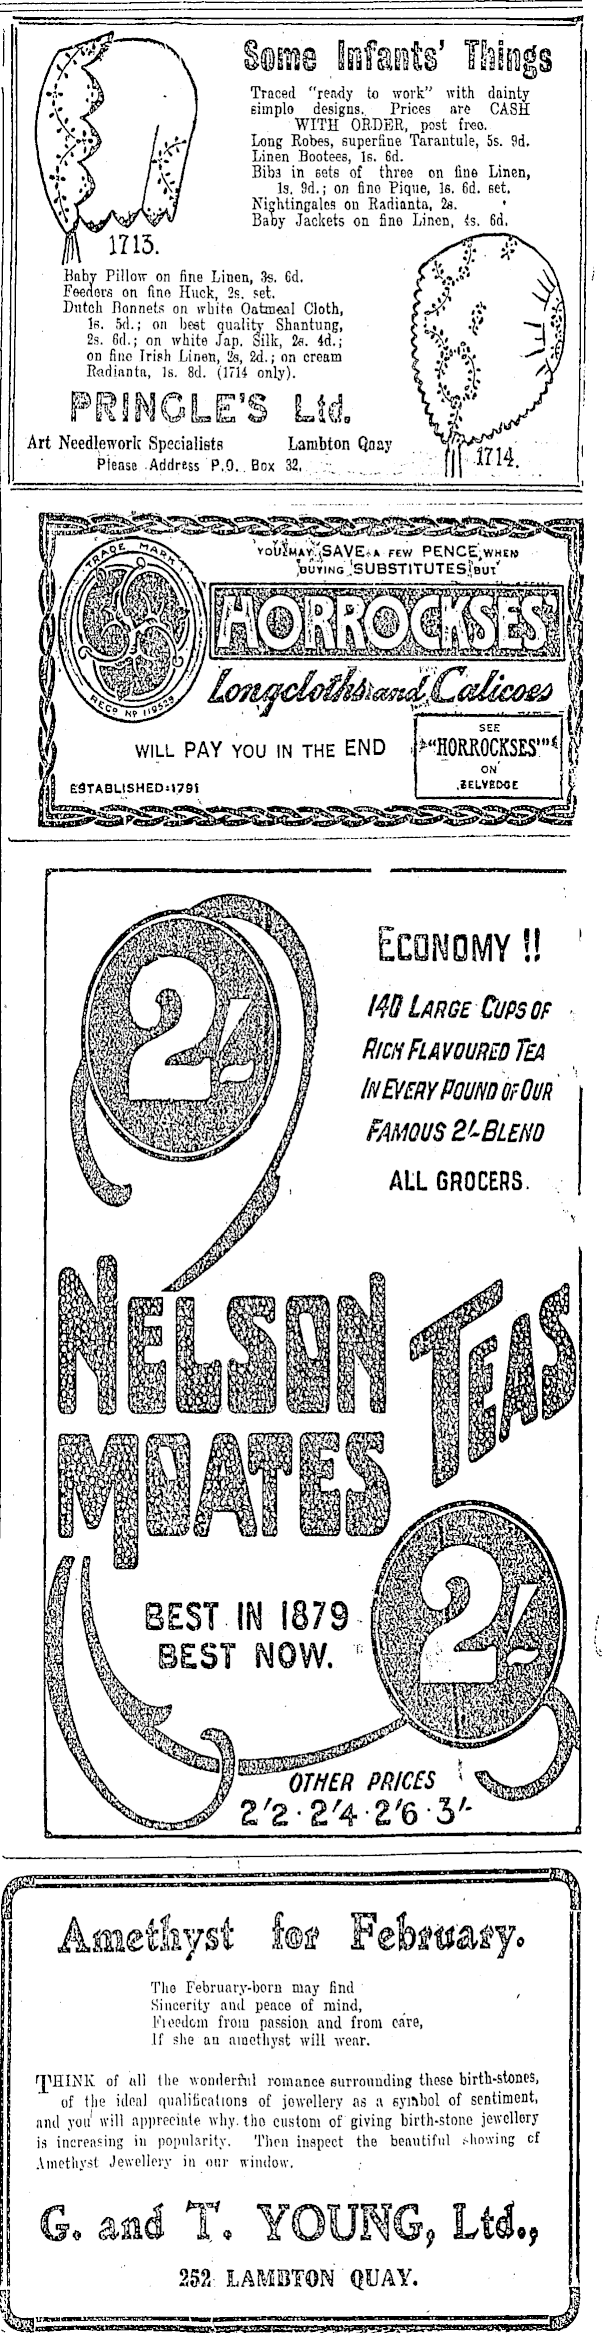 Some Infants' Things
Traced "ready to work" with dainty
simple designs. Prices are CASH
WITH ORDER, post free.
Long Robes, superfine Tarantule, 5s. 9d.
Linen Bootees, 1s. 6d.
Bibs in sets of three on fine Linen,
1s. 9d.; on fine Pique, 1s. 6d. set.
Nightingales on Radianta, 2s.
Baby Jackets on fine Linen, 4s. 6d.
1713.
Baby Pillow on fine Linen, 3s. 6d.
Feeders on fine Huck, 2s. set.
Dutch Bonnets on white Oatmeal Cloth,
1s. 5d.; on best quality Shantung,
2s. 6d.; on white Jap. Silk, 2s. 4d.;
on fine Irish Linen, 2s, 2d.; on cream
Radianta, 1s. 8d. (1714 only).
PRINGLE'S Ltd.
Art Needlework Specialists Lambton Quay
Please Address P.O. Box 32.
1714.
TRADE MARK
REGD No 119529
YOU MAY SAVE A FEW PENCE WHEN
BUYING SUBSTITUTES BUT
HORROCKSES'
Longcloths and Calicoes
WILL PAY YOU IN THE END
SEE
"HORROCKSES'"
ON
SELVEDGE
ESTABLISHED 1791
2/-
ECONOMY !!
140 LARGE CUPS OF
RICH FLAVOURED TEA
IN EVERY POUND OF OUR
FAMOUS 2/- BLEND
ALL GROCERS.
NELSON
MOATES
TEAS
2/-
BEST IN 1879
BEST NOW.
OTHER PRICES
2'2 · 2'4 · 2'6 · 3/-
Amethyst for February.
The February-born may find
Sincerity and peace of mind,
Freedom from passion and from care,
If she an amethyst will wear.
THINK of all the wonderful romance surrounding these birth-stones,
of the ideal qualifications of jewellery as a symbol of sentiment,
and you will appreciate why the custom of giving birth-stone jewellery
is increasing in popularity. Then inspect the beautiful showing of
Amethyst Jewellery in our window.
G. and T. YOUNG, Ltd.,
252 LAMBTON QUAY.